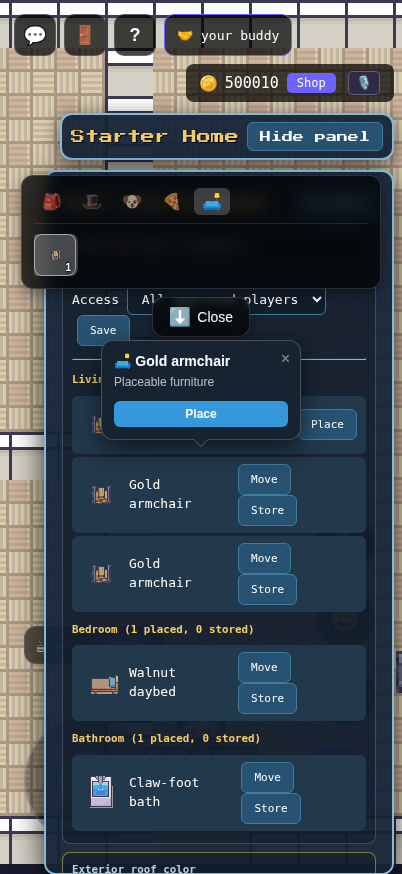 ?
your buddy
500010
Shop
Starter Home
Hide panel
1
Access
Close
Save
Gold armchair
×
Placeable furniture
Place
Place
Gold
armchair
Move
Store
Gold
armchair
Move
Store
Bedroom (1 placed, 0 stored)
Walnut
daybed
Move
Store
Bathroom (1 placed, 0 stored)
Claw-foot
bath
Move
Store
Exterior roof color